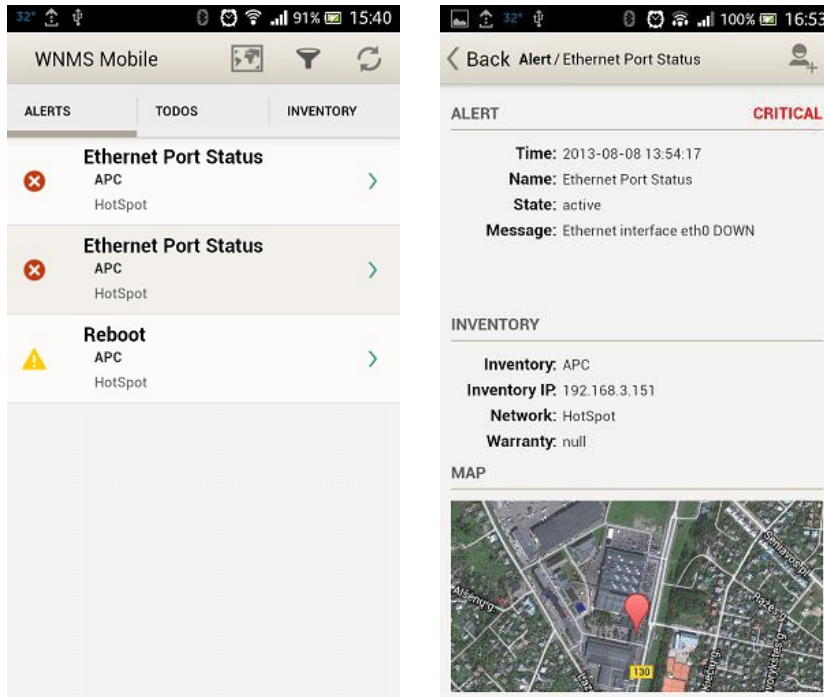 32° 91% 15:40
WNMS Mobile
ALERTS TODOS INVENTORY
Ethernet Port Status
APC
HotSpot
Ethernet Port Status
APC
HotSpot
Reboot
APC
HotSpot
32° 100% 16:53
Back Alert / Ethernet Port Status
ALERT CRITICAL
Time: 2013-08-08 13:54:17
Name: Ethernet Port Status
State: active
Message: Ethernet interface eth0 DOWN
INVENTORY
Inventory: APC
Inventory IP: 192.168.3.151
Network: HotSpot
Warranty: null
MAP
Alšėnų g.
130